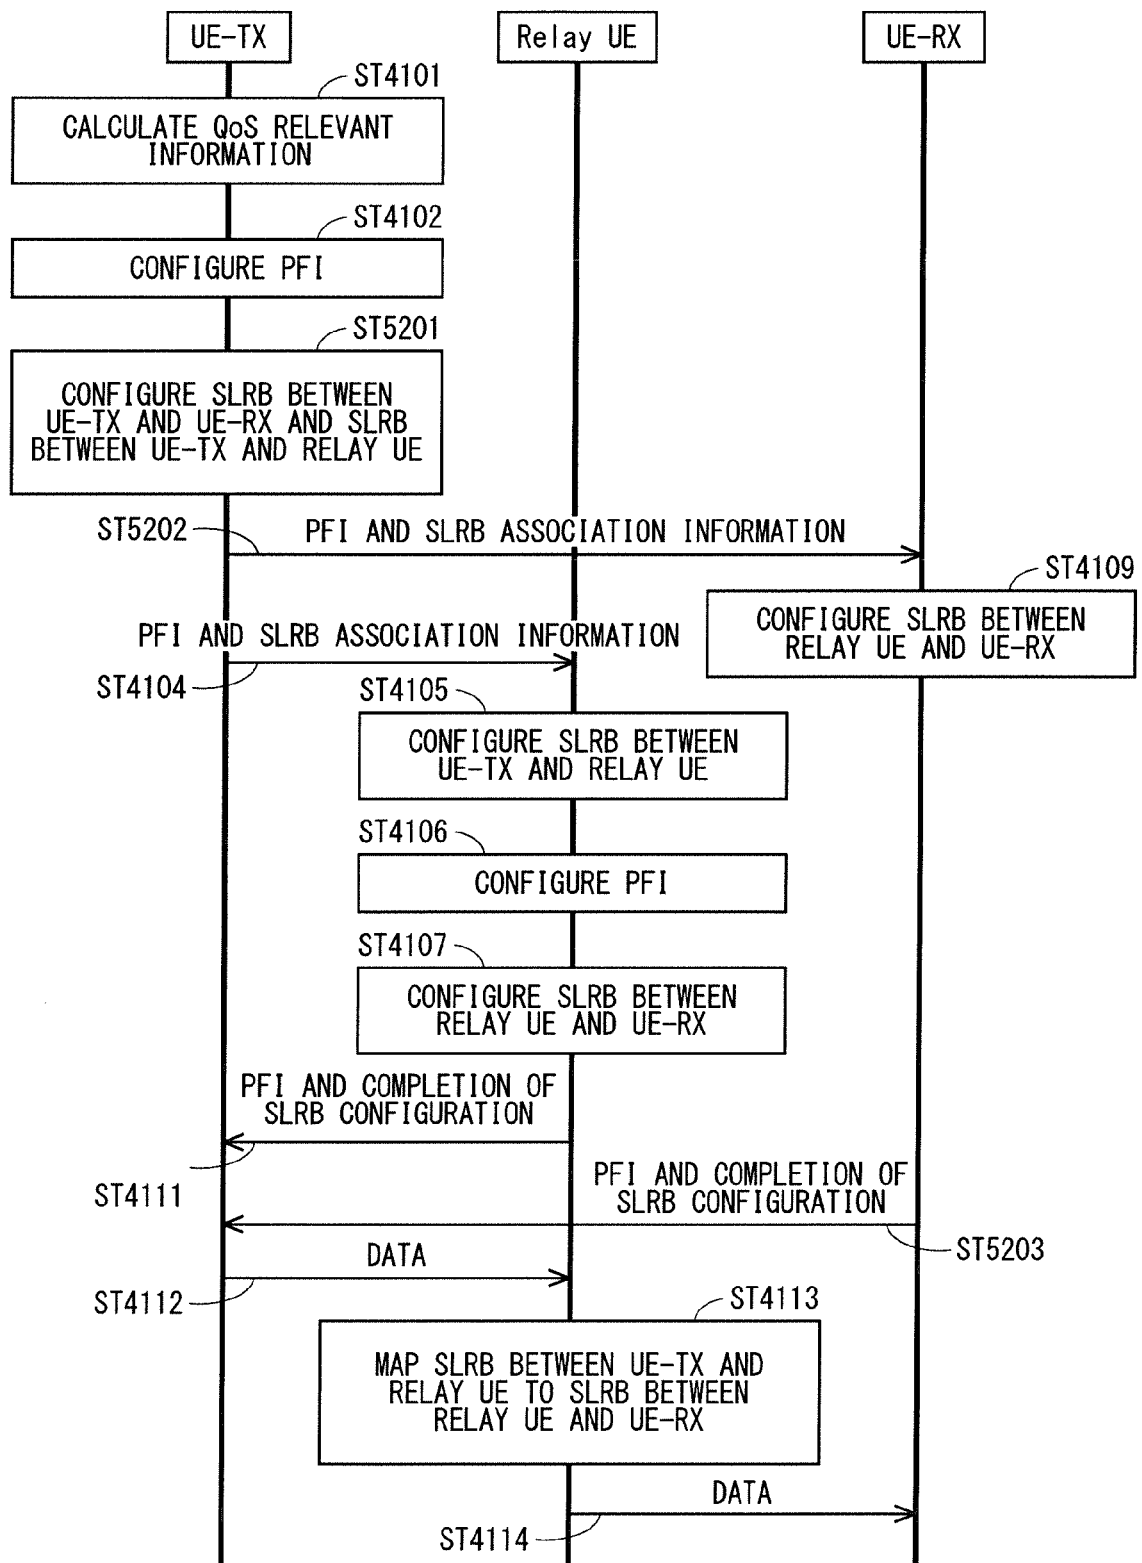 UE-TX
Relay UE
UE-RX
ST4101
CALCULATE QoS RELEVANT
INFORMATION
ST4102
CONFIGURE PFI
ST5201
CONFIGURE SLRB BETWEEN
UE-TX AND UE-RX AND SLRB
BETWEEN UE-TX AND RELAY UE
ST5202
PFI AND SLRB ASSOCIATION INFORMATION
ST4109
CONFIGURE SLRB BETWEEN
RELAY UE AND UE-RX
PFI AND SLRB ASSOCIATION INFORMATION
ST4104
ST4105
CONFIGURE SLRB BETWEEN
UE-TX AND RELAY UE
ST4106
CONFIGURE PFI
ST4107
CONFIGURE SLRB BETWEEN
RELAY UE AND UE-RX
PFI AND COMPLETION OF
SLRB CONFIGURATION
ST4111
PFI AND COMPLETION OF
SLRB CONFIGURATION
ST5203
DATA
ST4112
ST4113
MAP SLRB BETWEEN UE-TX AND
RELAY UE TO SLRB BETWEEN
RELAY UE AND UE-RX
DATA
ST4114